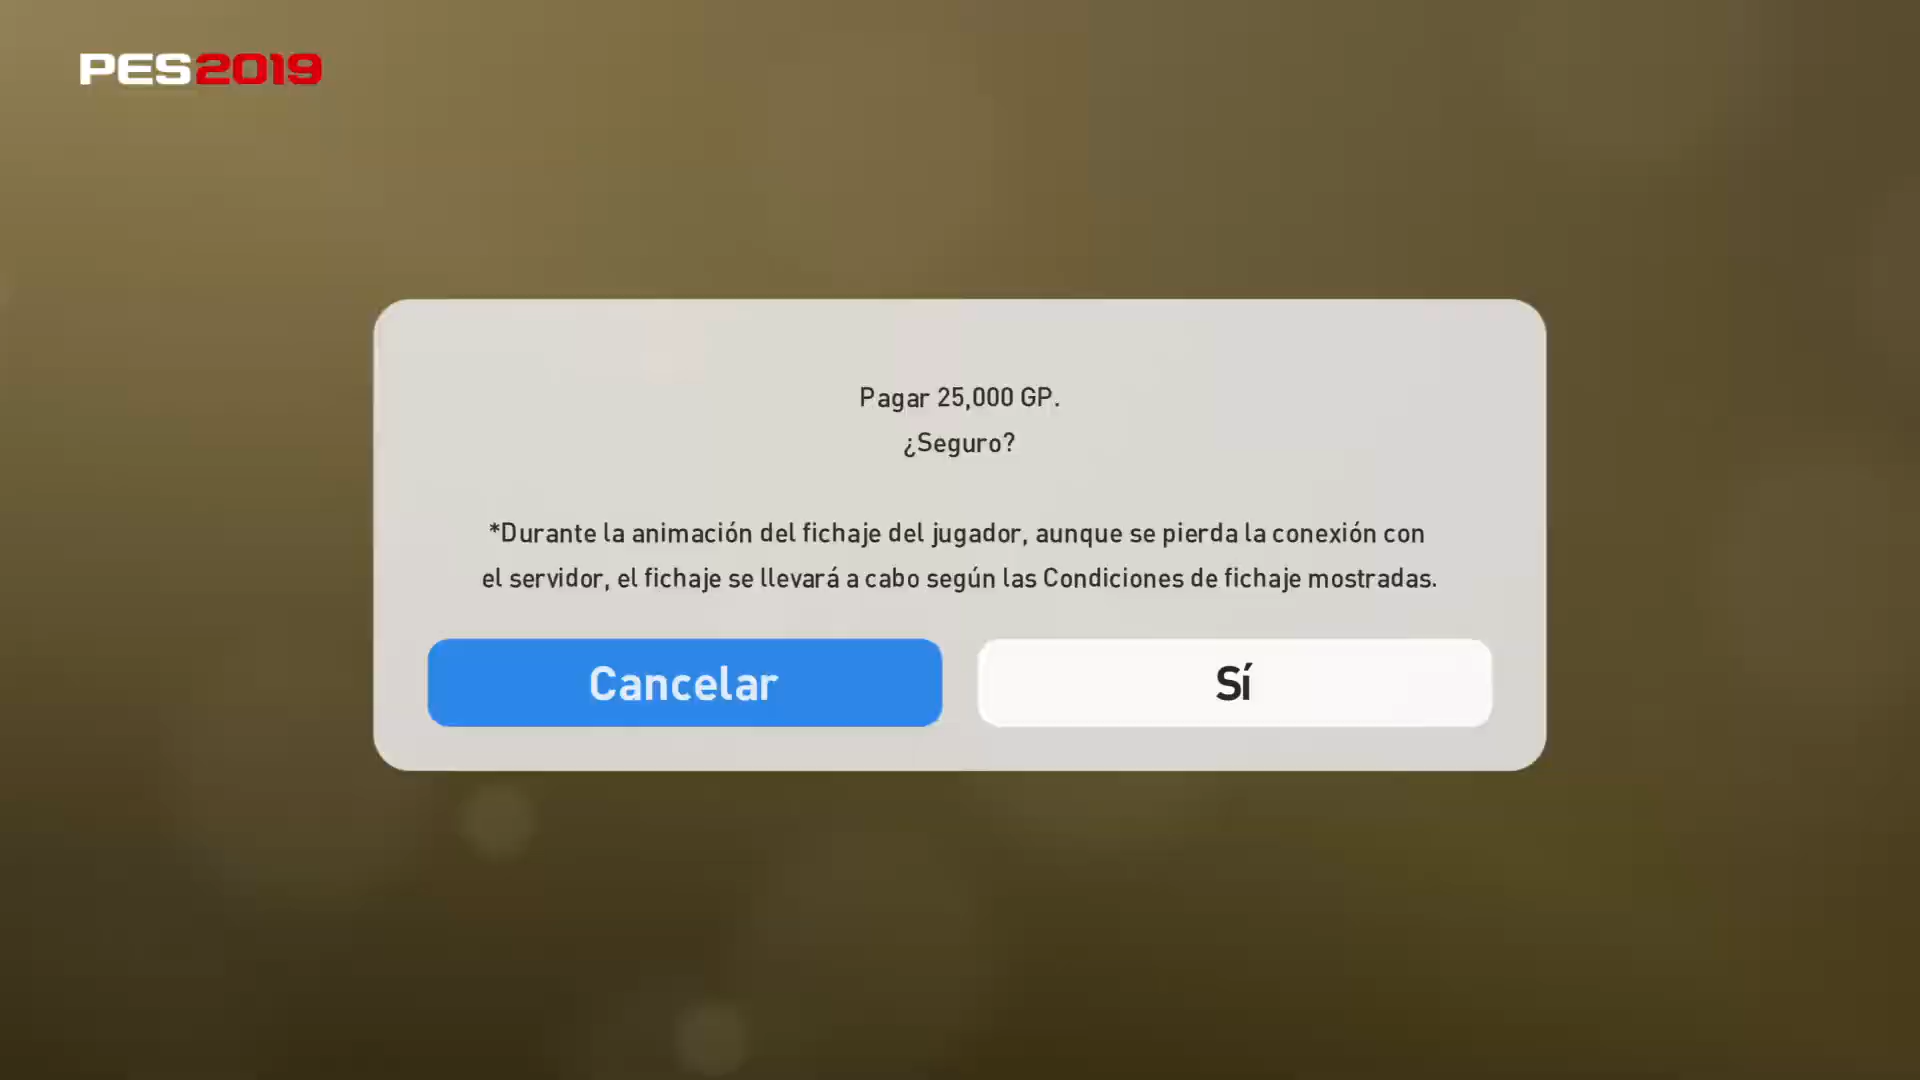 PES2019
Pagar 25,000 GP.
¿Seguro?
*Durante la animación del fichaje del jugador, aunque se pierda la conexión con
el servidor, el fichaje se llevará a cabo según las Condiciones de fichaje mostradas.
Cancelar
Sí